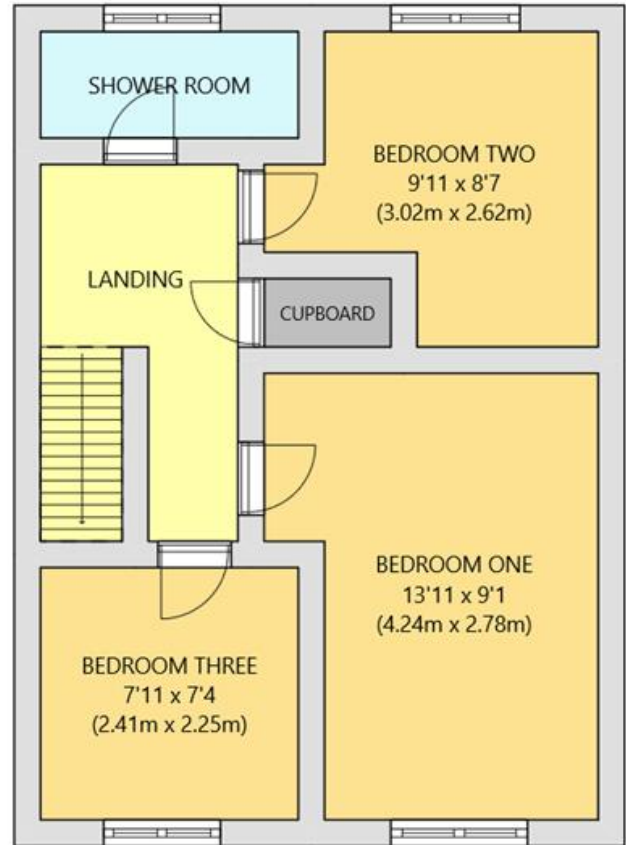 SHOWER ROOM
BEDROOM TWO
9'11 x 8'7
(3.02m x 2.62m)
LANDING
CUPBOARD
BEDROOM ONE
13'11 x 9'1
(4.24m x 2.78m)
BEDROOM THREE
7'11 x 7'4
(2.41m x 2.25m)